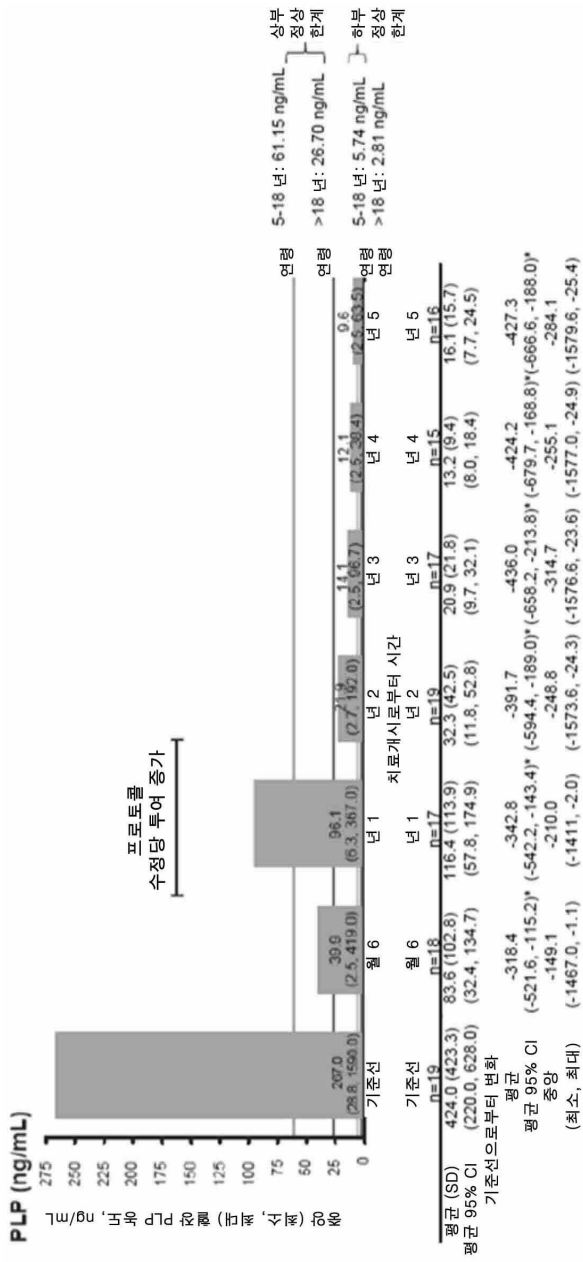 PLP (ng/mL)
중앙 (최소, 최대) 혈장 PLP 농도, ng/mL
275
250
225
200
175
150
125
100
75
50
25
0
프로토콜
수정당 투여 증가
267.0
(28.8, 1590.0)
39.9
(2.5, 419.0)
96.1
(6.3, 367.0)
21.9
(2.7, 192.0)
14.1
(2.5, 96.7)
12.1
(2.5, 38.4)
9.6
(2.5, 63.5)
기준선 월 6 년 1 년 2 년 3 년 4 년 5
치료개시로부터 시간
연령 5-18 년: 61.15 ng/mL
연령 >18 년: 26.70 ng/mL
상부
정상
한계
연령 5-18 년: 5.74 ng/mL
연령 >18 년: 2.81 ng/mL
하부
정상
한계
기준선 월 6 년 1 년 2 년 3 년 4 년 5
n=19 n=18 n=17 n=19 n=17 n=15 n=16
평균 (SD) 424.0 (423.3) 83.6 (102.8) 116.4 (113.9) 32.3 (42.5) 20.9 (21.8) 13.2 (9.4) 16.1 (15.7)
평균 95% CI (220.0, 628.0) (32.4, 134.7) (57.8, 174.9) (11.8, 52.8) (9.7, 32.1) (8.0, 18.4) (7.7, 24.5)
기준선으로부터 변화
평균 -318.4 -342.8 -391.7 -436.0 -424.2 -427.3
평균 95% CI (-521.6, -115.2)* (-542.2, -143.4)* (-594.4, -189.0)* (-658.2, -213.8)* (-679.7, -168.8)* (-666.6, -188.0)*
중앙 -149.1 -210.0 -248.8 -314.7 -255.1 -284.1
(최소, 최대) (-1467.0, -1.1) (-1411, -2.0) (-1573.6, -24.3) (-1576.6, -23.6) (-1577.0, -24.9) (-1579.6, -25.4)